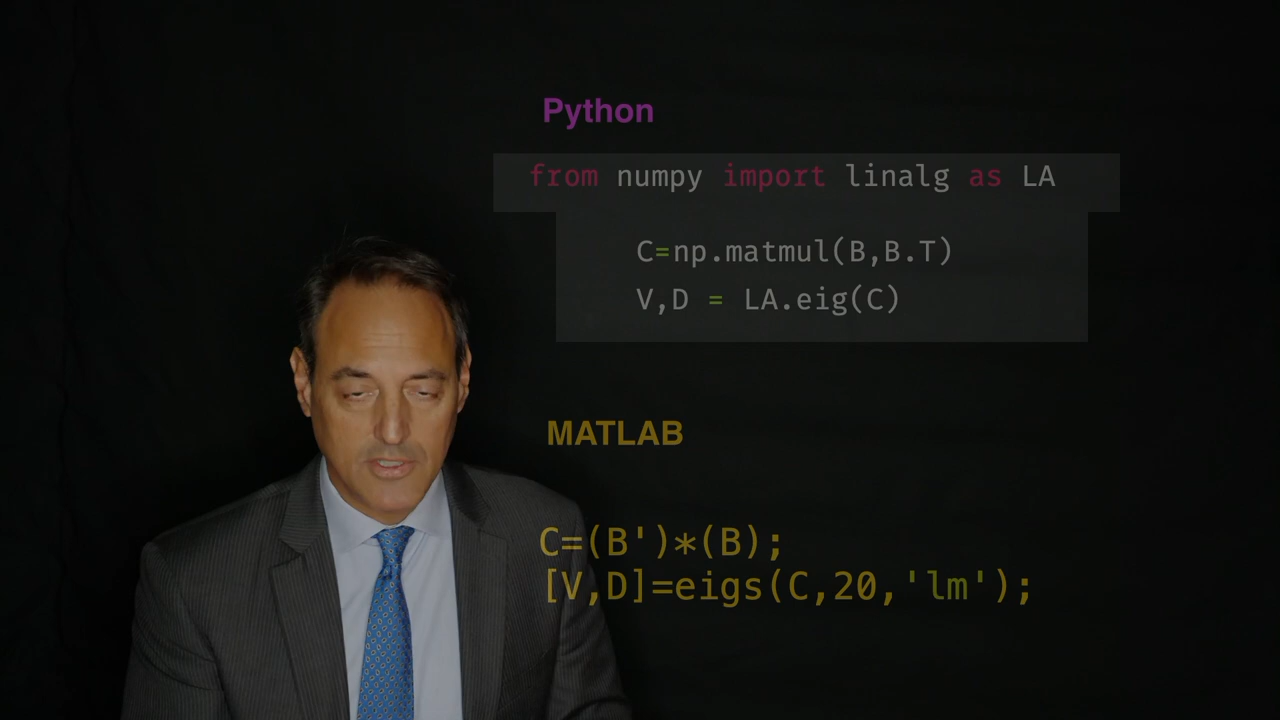 Python
from numpy import linalg as LA
C=np.matmul(B,B.T)
V,D = LA.eig(C)
MATLAB
C=(B')*(B);
[V,D]=eigs(C,20,'lm');